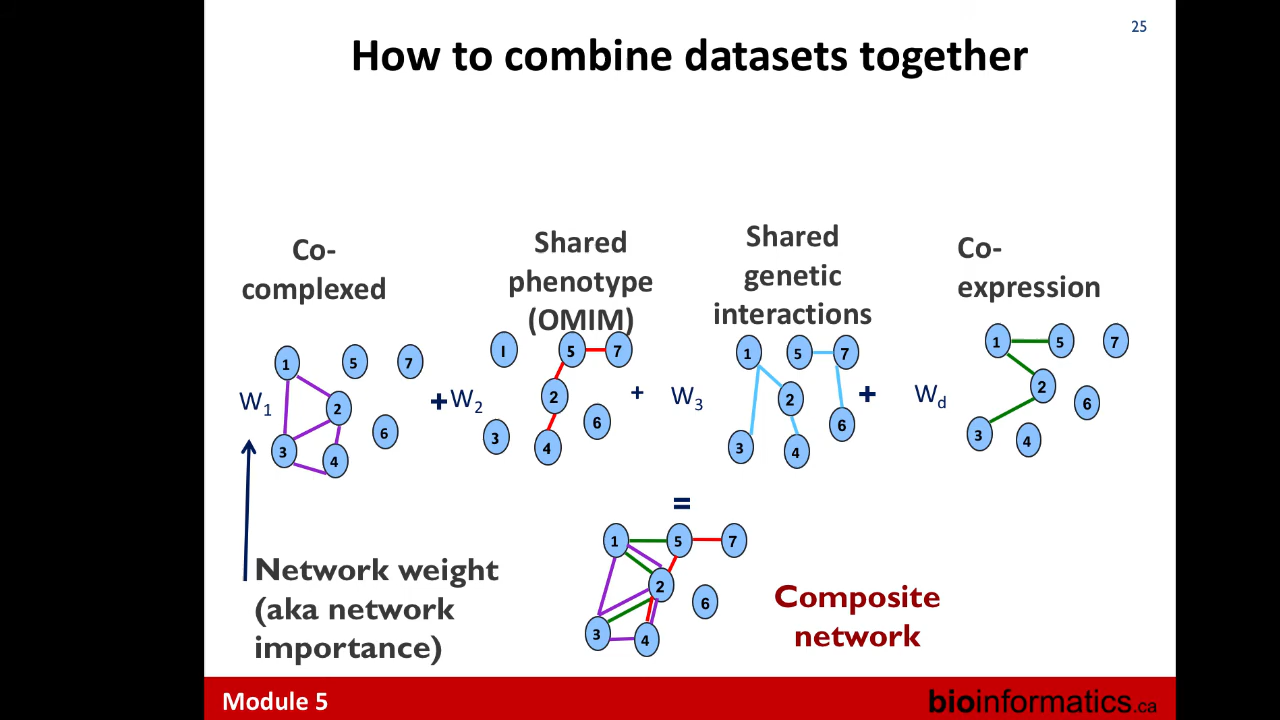 25
How to combine datasets together
Co-
complexed
Shared
phenotype
(OMIM)
Shared
genetic
interactions
Co-
expression
W1
1
5
7
2
6
3
4
+
W2
I
5
7
2
6
3
4
+
W3
1
5
7
2
6
3
4
+
Wd
1
5
7
2
6
3
4
=
1
5
7
2
6
3
4
Network weight
(aka network
importance)
Composite
network
Module 5
bioinformatics.ca